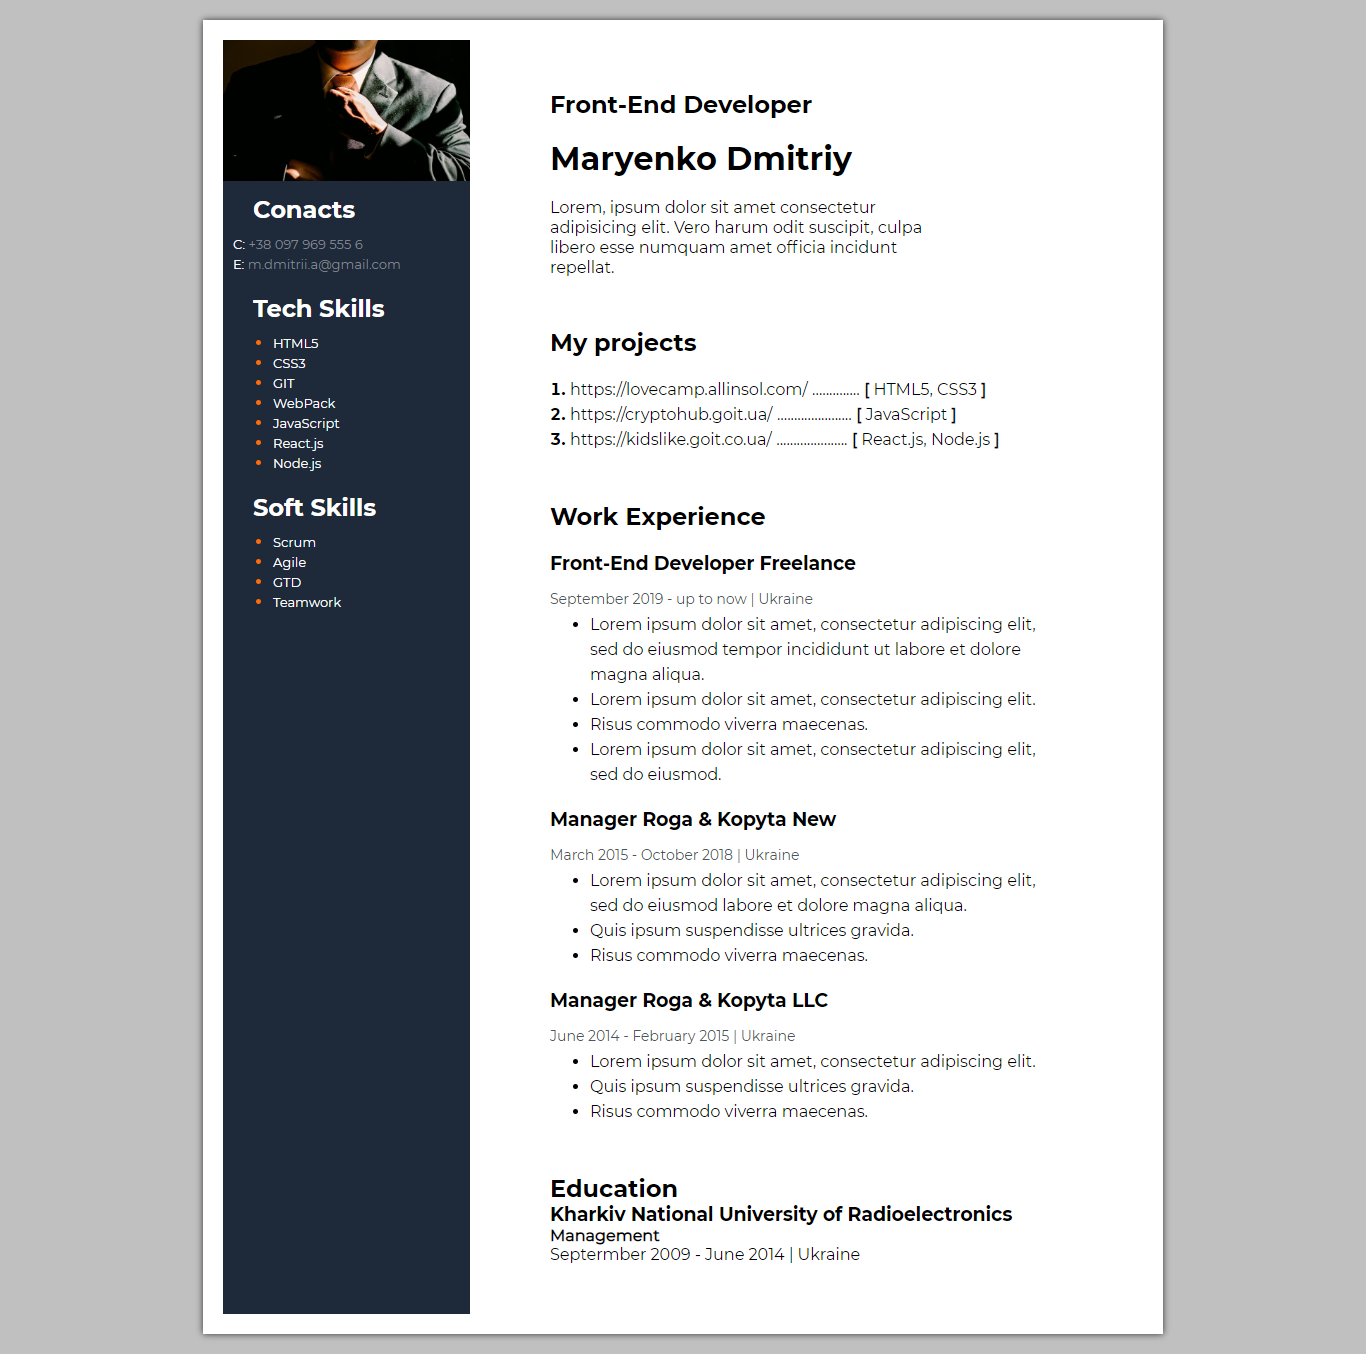 Conacts
C: +38 097 969 555 6
E: m.dmitrii.a@gmail.com
Tech Skills
HTML5
CSS3
GIT
WebPack
JavaScript
React.js
Node.js
Soft Skills
Scrum
Agile
GTD
Teamwork
Front-End Developer
Maryenko Dmitriy
Lorem, ipsum dolor sit amet consectetur
adipisicing elit. Vero harum odit suscipit, culpa
libero esse numquam amet officia incidunt
repellat.
My projects
1. https://lovecamp.allinsol.com/ .............. [ HTML5, CSS3 ]
2. https://cryptohub.goit.ua/ ...................... [ JavaScript ]
3. https://kidslike.goit.co.ua/ ..................... [ React.js, Node.js ]
Work Experience
Front-End Developer Freelance
September 2019 - up to now | Ukraine
• Lorem ipsum dolor sit amet, consectetur adipiscing elit,
sed do eiusmod tempor incididunt ut labore et dolore
magna aliqua.
• Lorem ipsum dolor sit amet, consectetur adipiscing elit.
• Risus commodo viverra maecenas.
• Lorem ipsum dolor sit amet, consectetur adipiscing elit,
sed do eiusmod.
Manager Roga & Kopyta New
March 2015 - October 2018 | Ukraine
• Lorem ipsum dolor sit amet, consectetur adipiscing elit,
sed do eiusmod labore et dolore magna aliqua.
• Quis ipsum suspendisse ultrices gravida.
• Risus commodo viverra maecenas.
Manager Roga & Kopyta LLC
June 2014 - February 2015 | Ukraine
• Lorem ipsum dolor sit amet, consectetur adipiscing elit.
• Quis ipsum suspendisse ultrices gravida.
• Risus commodo viverra maecenas.
Education
Kharkiv National University of Radioelectronics
Management
Septermber 2009 - June 2014 | Ukraine